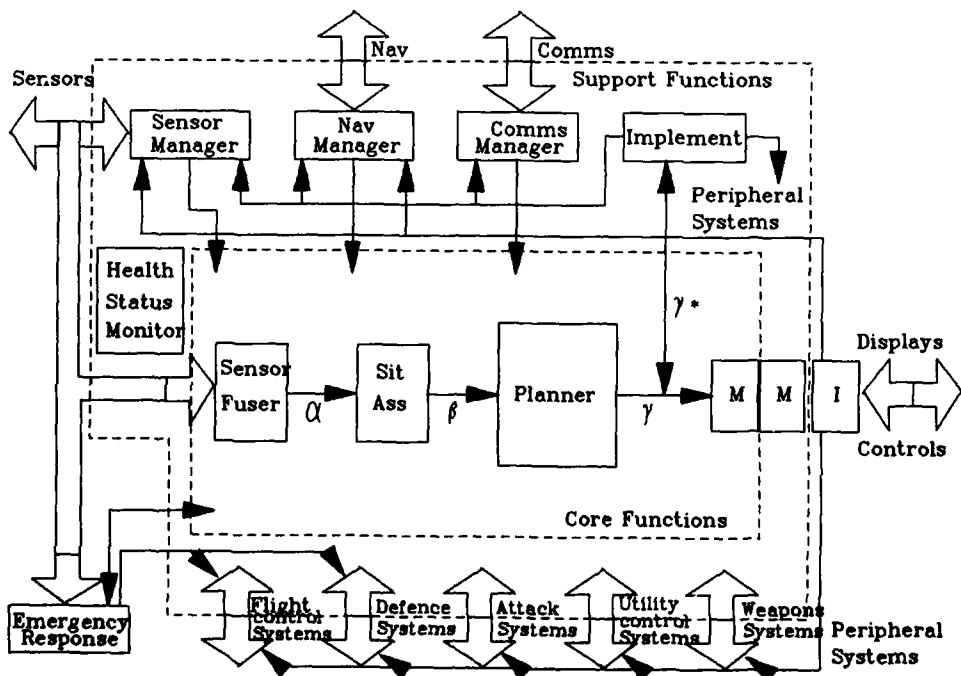 Nav
Comms
Sensors
Support Functions
Sensor
Manager
Nav
Manager
Comms
Manager
Implement
Peripheral
Systems
Health
Status
Monitor
γ *
Sensor
Fuser
α
Sit
Ass
β
Planner
γ
M
M
I
Displays
Controls
Core Functions
Emergency
Response
Flight
control
Systems
Defence
Systems
Attack
Systems
Utility
control
Systems
Weapons
Systems
Peripheral
Systems